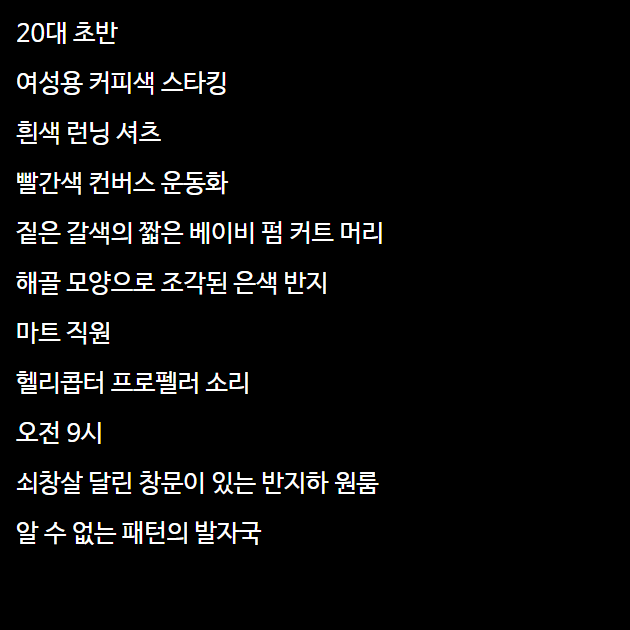 20대 초반
여성용 커피색 스타킹
흰색 런닝 셔츠
빨간색 컨버스 운동화
짙은 갈색의 짧은 베이비 펌 커트 머리
해골 모양으로 조각된 은색 반지
마트 직원
헬리콥터 프로펠러 소리
오전 9시
쇠창살 달린 창문이 있는 반지하 원룸
알 수 없는 패턴의 발자국